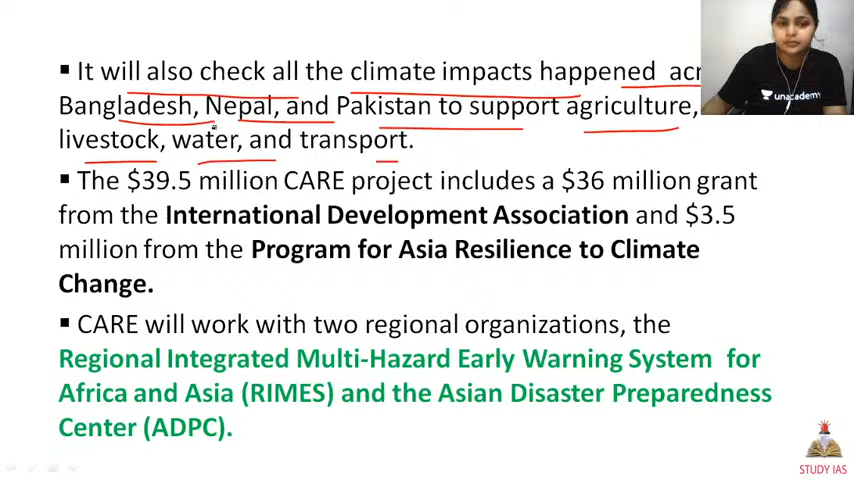 ▪ It will also check all the climate impacts happened acr
Bangladesh, Nepal, and Pakistan to support agriculture,
livestock, water, and transport.
▪ The $39.5 million CARE project includes a $36 million grant
from the International Development Association and $3.5
million from the Program for Asia Resilience to Climate
Change.
▪ CARE will work with two regional organizations, the
Regional Integrated Multi-Hazard Early Warning System for
Africa and Asia (RIMES) and the Asian Disaster Preparedness
Center (ADPC).
unacademy
STUDY IAS